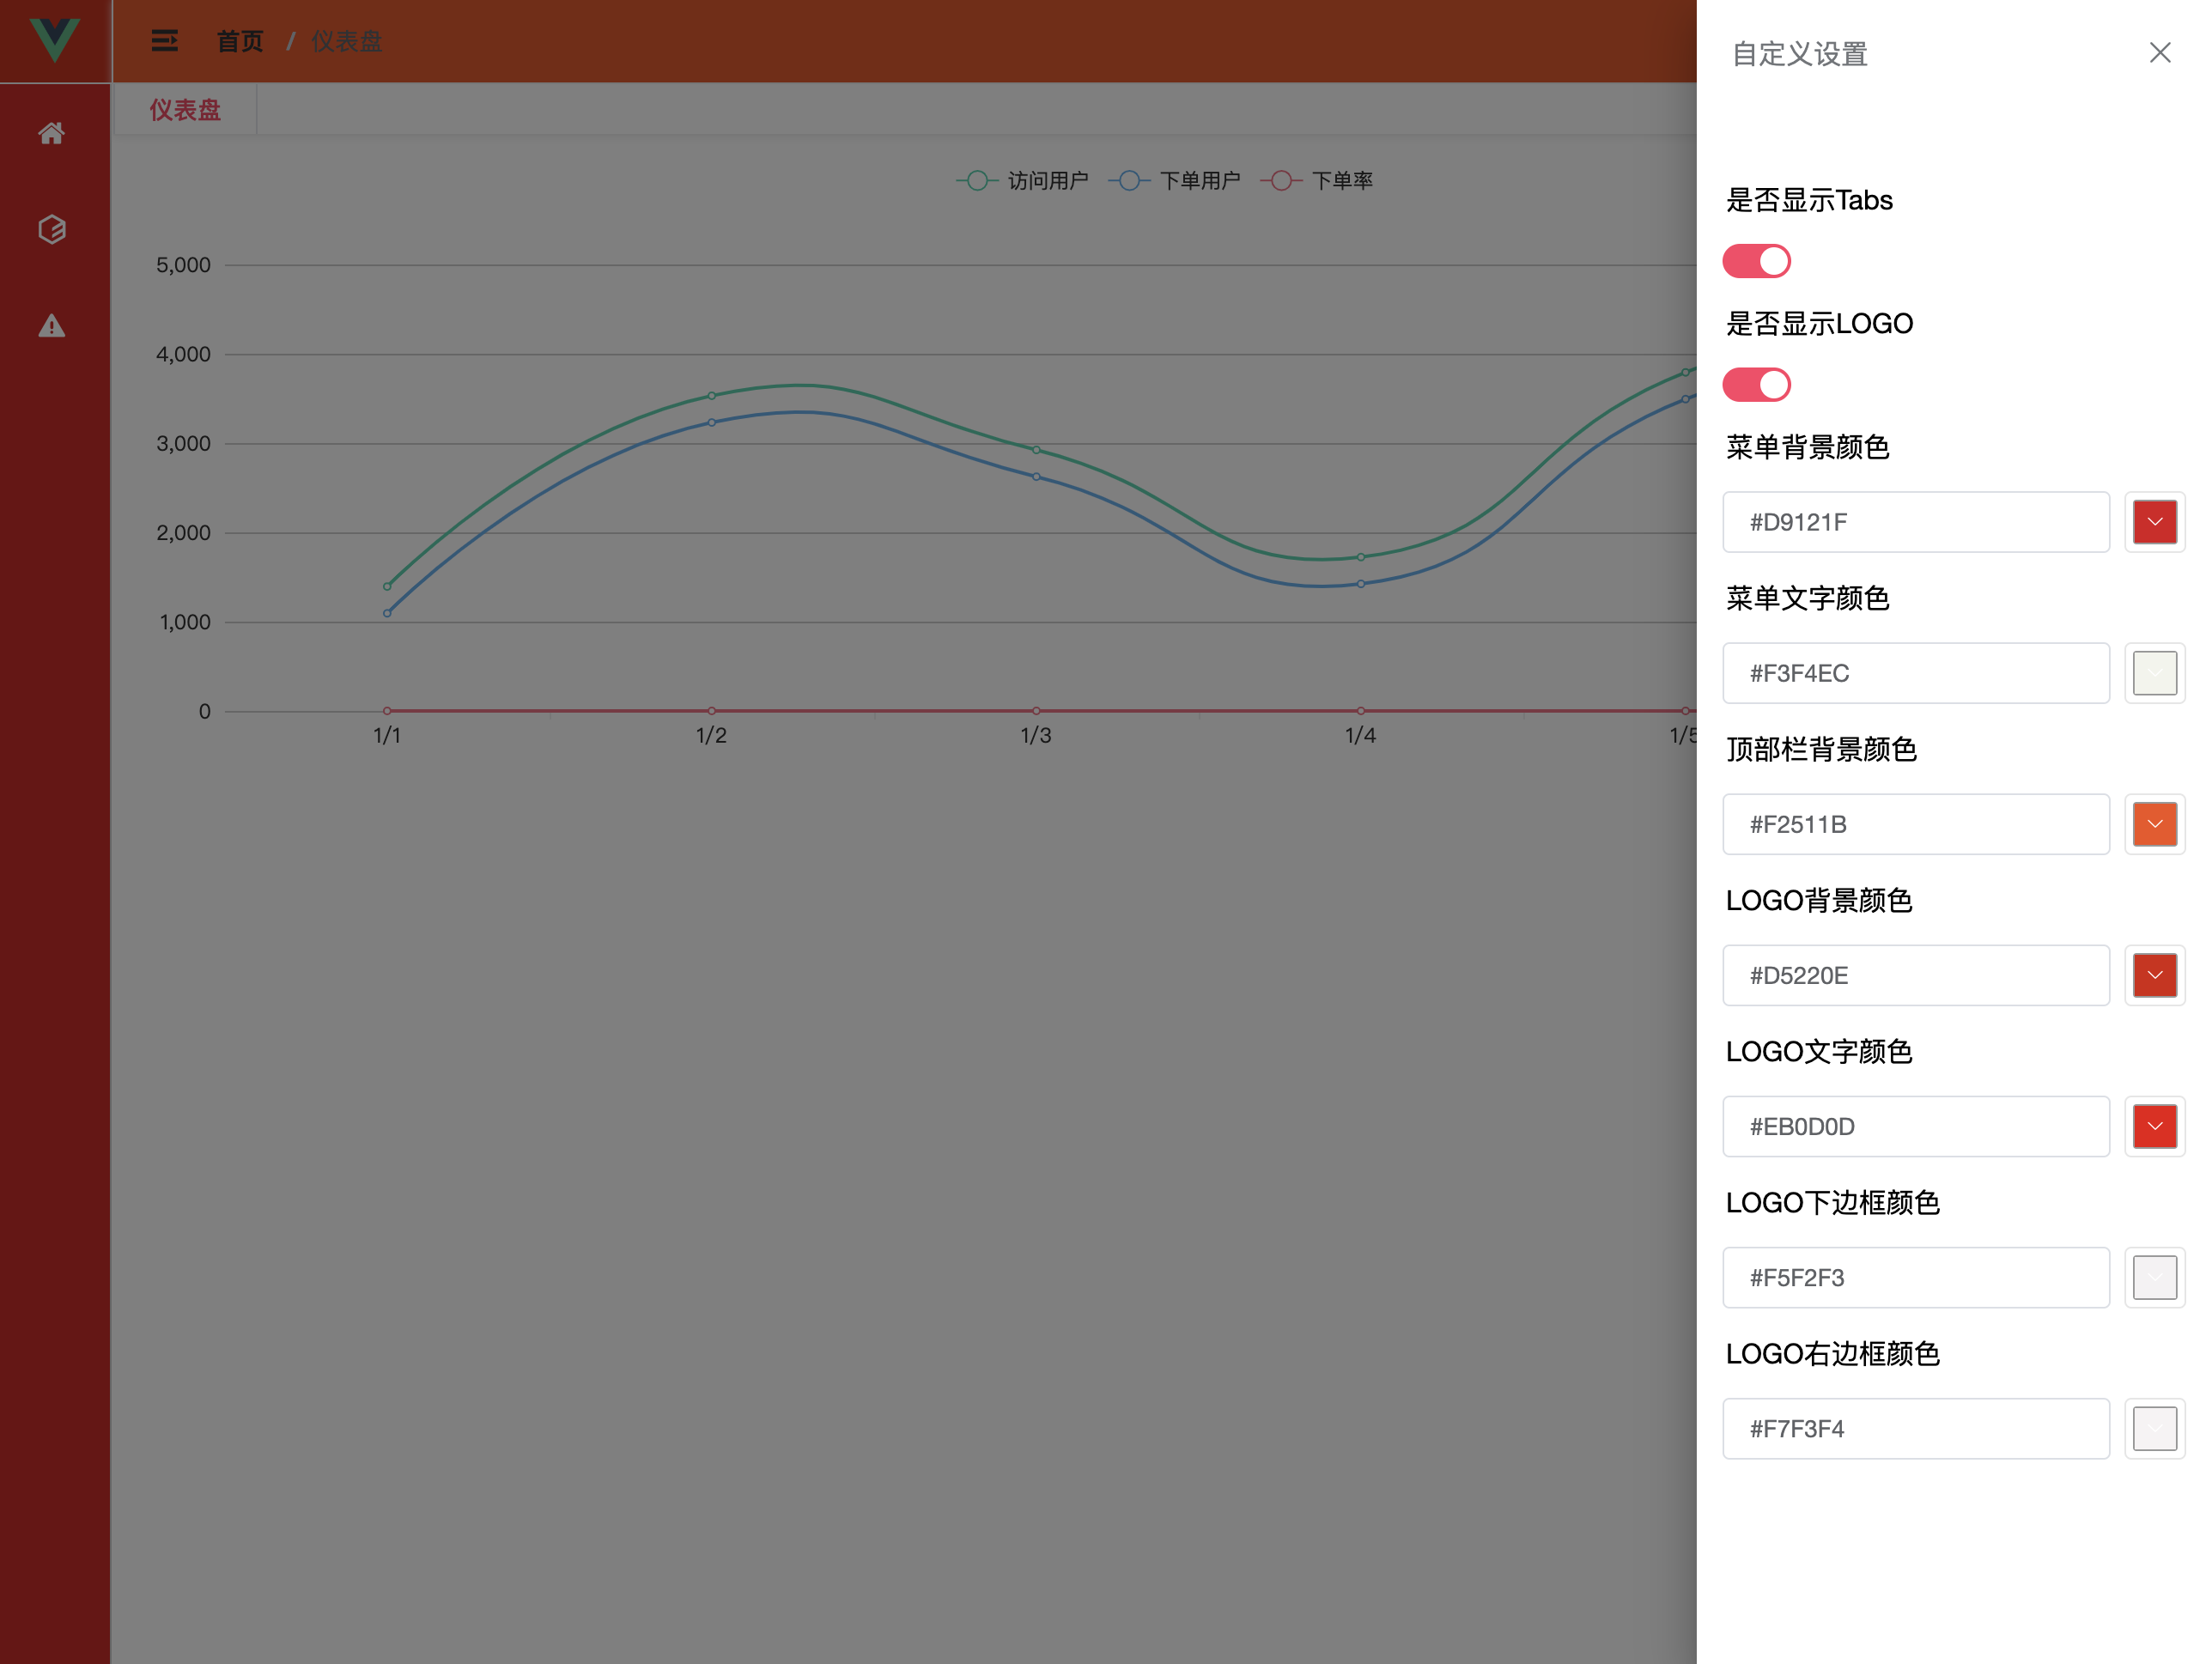 首页 / 仪表盘
仪表盘
访问用户 下单用户 下单率
5,000
4,000
3,000
2,000
1,000
0
1/1 1/2 1/3 1/4 1/5
自定义设置
是否显示Tabs
是否显示LOGO
菜单背景颜色
#D9121F
菜单文字颜色
#F3F4EC
顶部栏背景颜色
#F2511B
LOGO背景颜色
#D5220E
LOGO文字颜色
#EB0D0D
LOGO下边框颜色
#F5F2F3
LOGO右边框颜色
#F7F3F4